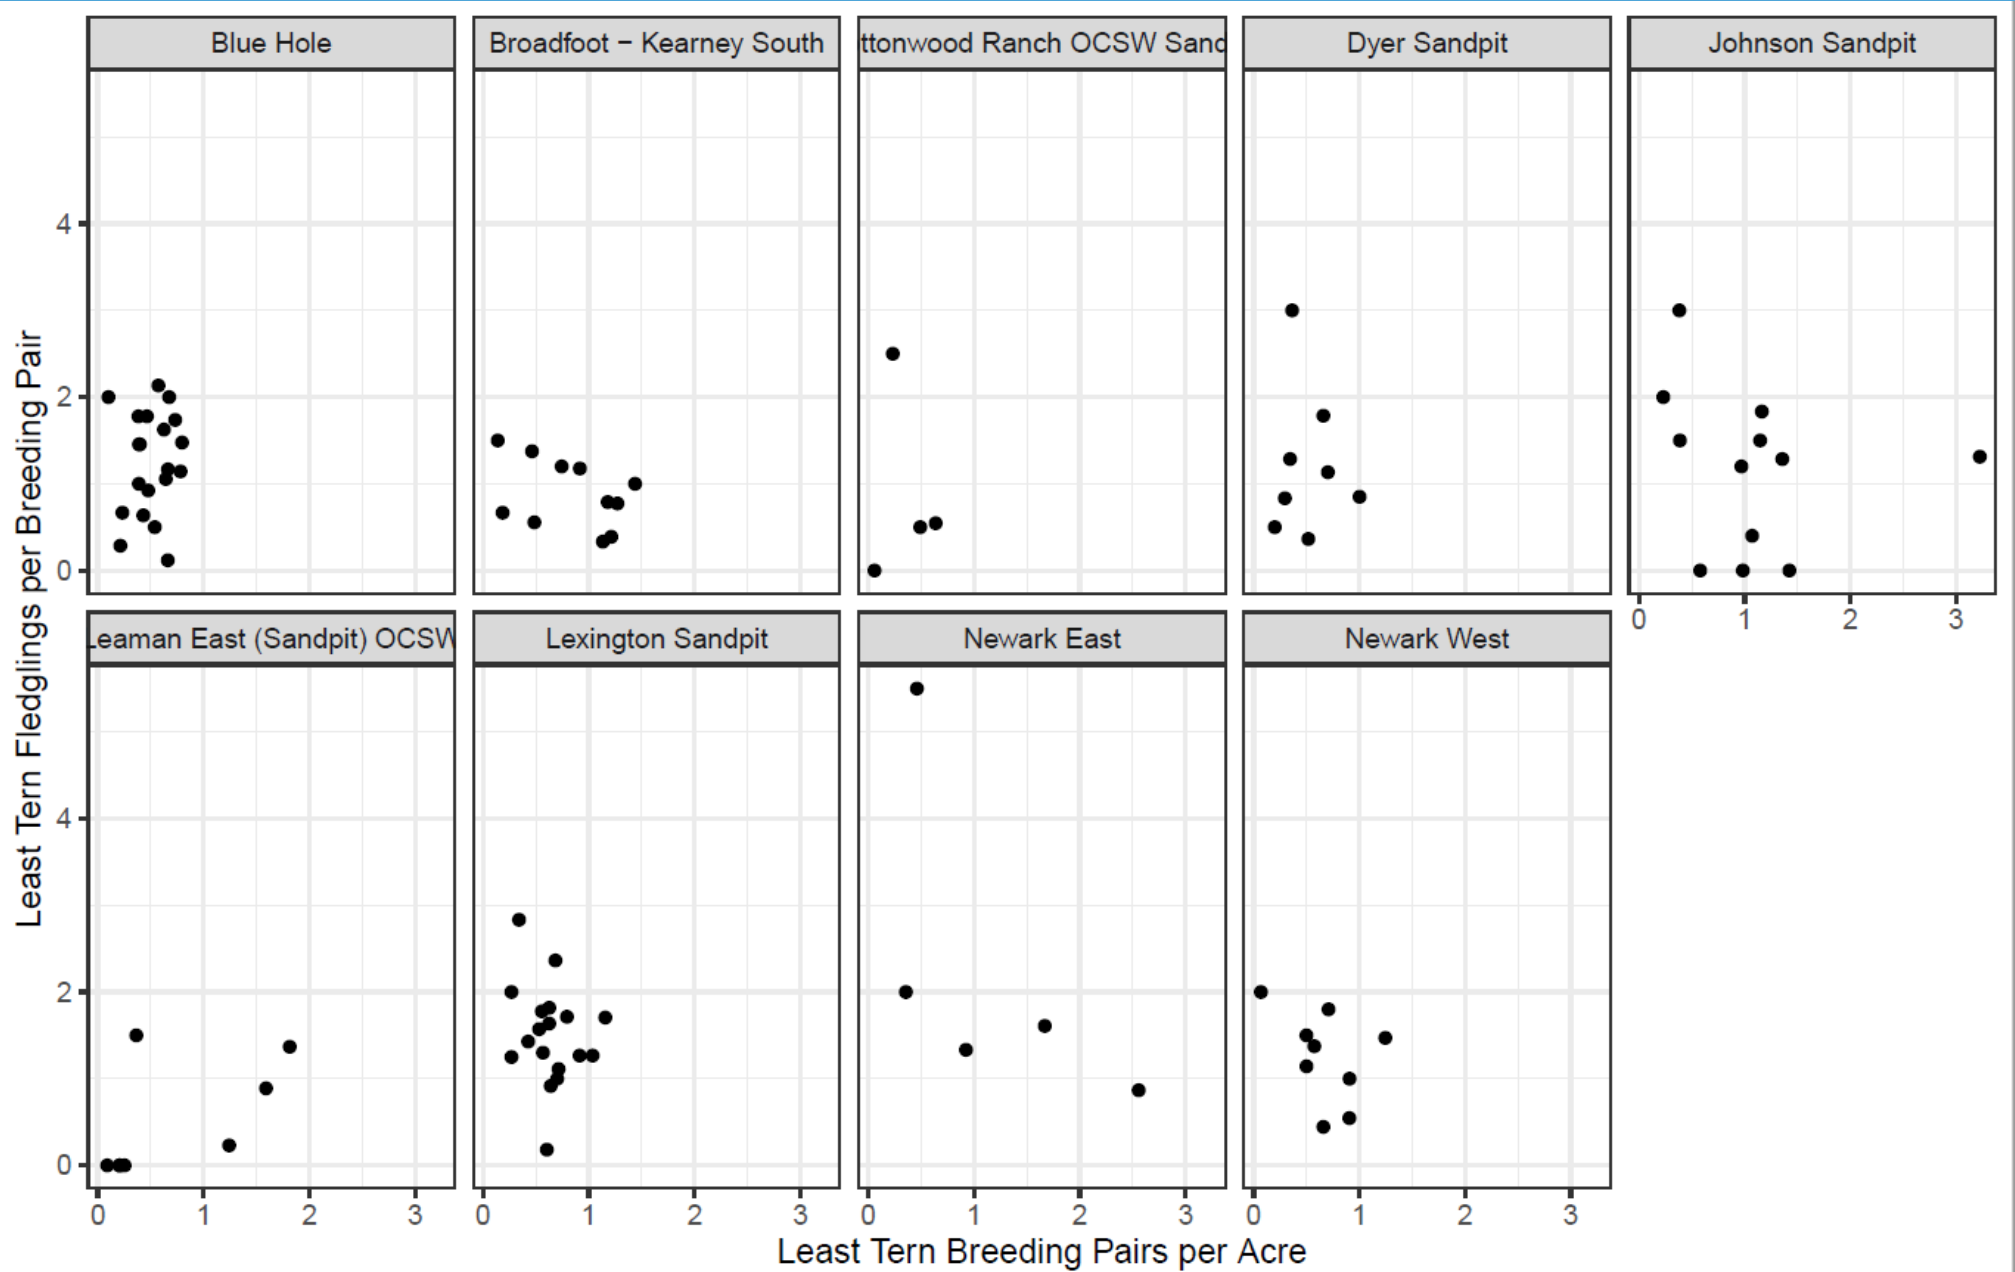 Blue Hole
Broadfoot − Kearney South
ttonwood Ranch OCSW Sand
Dyer Sandpit
Johnson Sandpit
4
2
0
0 1 2 3
Leaman East (Sandpit) OCSW
Lexington Sandpit
Newark East
Newark West
4
2
0
0 1 2 3
0 1 2 3
0 1 2 3
0 1 2 3
Least Tern Breeding Pairs per Acre
Least Tern Fledglings per Breeding Pair